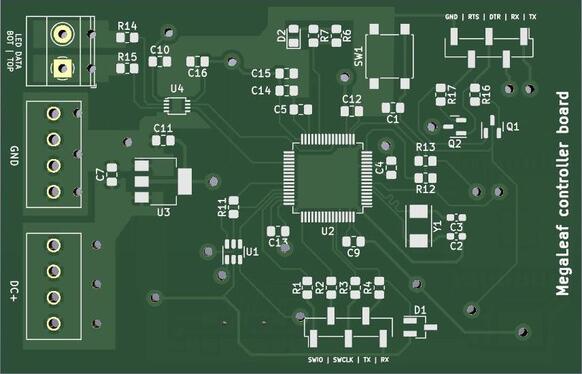 GND | RTS | DTR | RX | TX
LED DATA
BOT | TOP
R14
R15
C10
C16
D2
R7
R6
SW1
C15
C14
C5
C12
C1
R17
R16
U4
C11
Q2
Q1
GND
C7
U3
R11
C4
R13
R12
U2
U1
C13
C9
Y1
C3
C2
DC+
R1
R2
R3
R4
D1
SWIO | SWCLK | TX | RX
MegaLeaf controller board